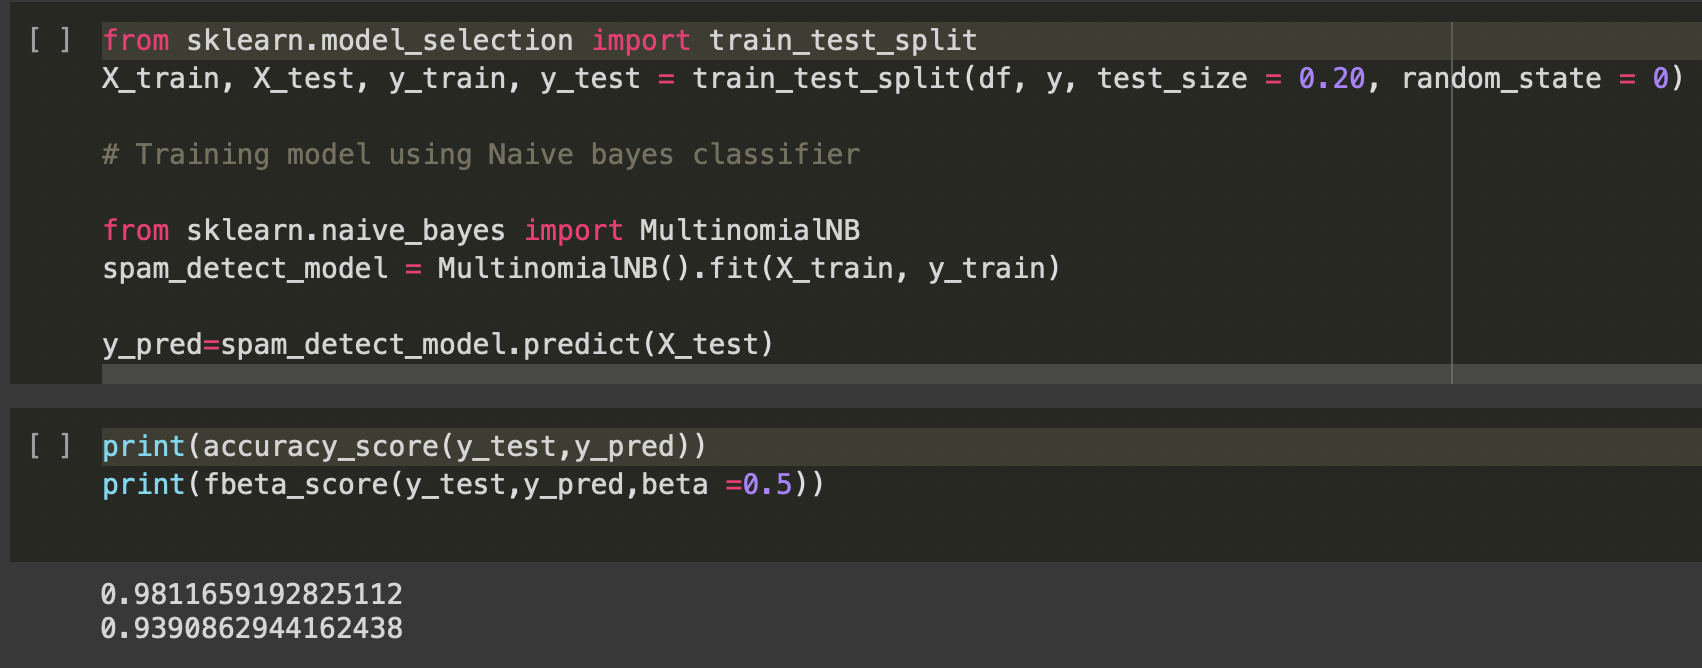 [ ] from sklearn.model_selection import train_test_split
X_train, X_test, y_train, y_test = train_test_split(df, y, test_size = 0.20, random_state = 0)
# Training model using Naive bayes classifier
from sklearn.naive_bayes import MultinomialNB
spam_detect_model = MultinomialNB().fit(X_train, y_train)
y_pred=spam_detect_model.predict(X_test)
[ ] print(accuracy_score(y_test,y_pred))
print(fbeta_score(y_test,y_pred,beta =0.5))
0.9811659192825112
0.9390862944162438